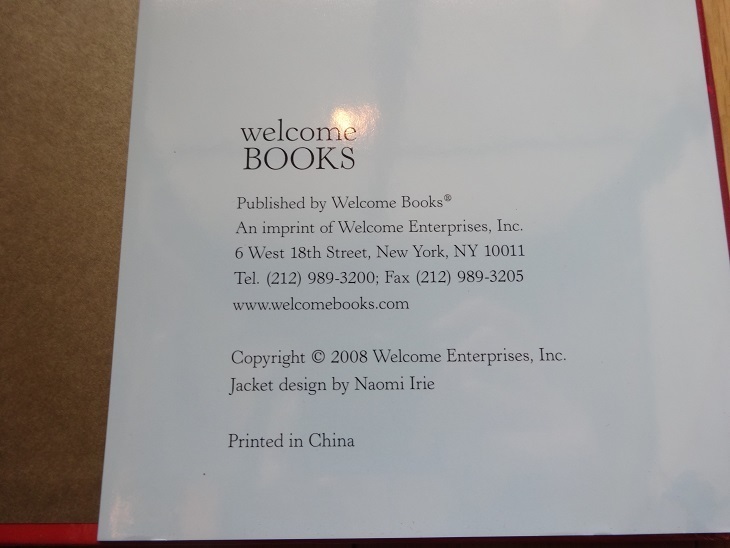 welcome
BOOKS
Published by Welcome Books®
An imprint of Welcome Enterprises, Inc.
6 West 18th Street, New York, NY 10011
Tel. (212) 989-3200; Fax (212) 989-3205
www.welcomebooks.com
Copyright © 2008 Welcome Enterprises, Inc.
Jacket design by Naomi Irie
Printed in China